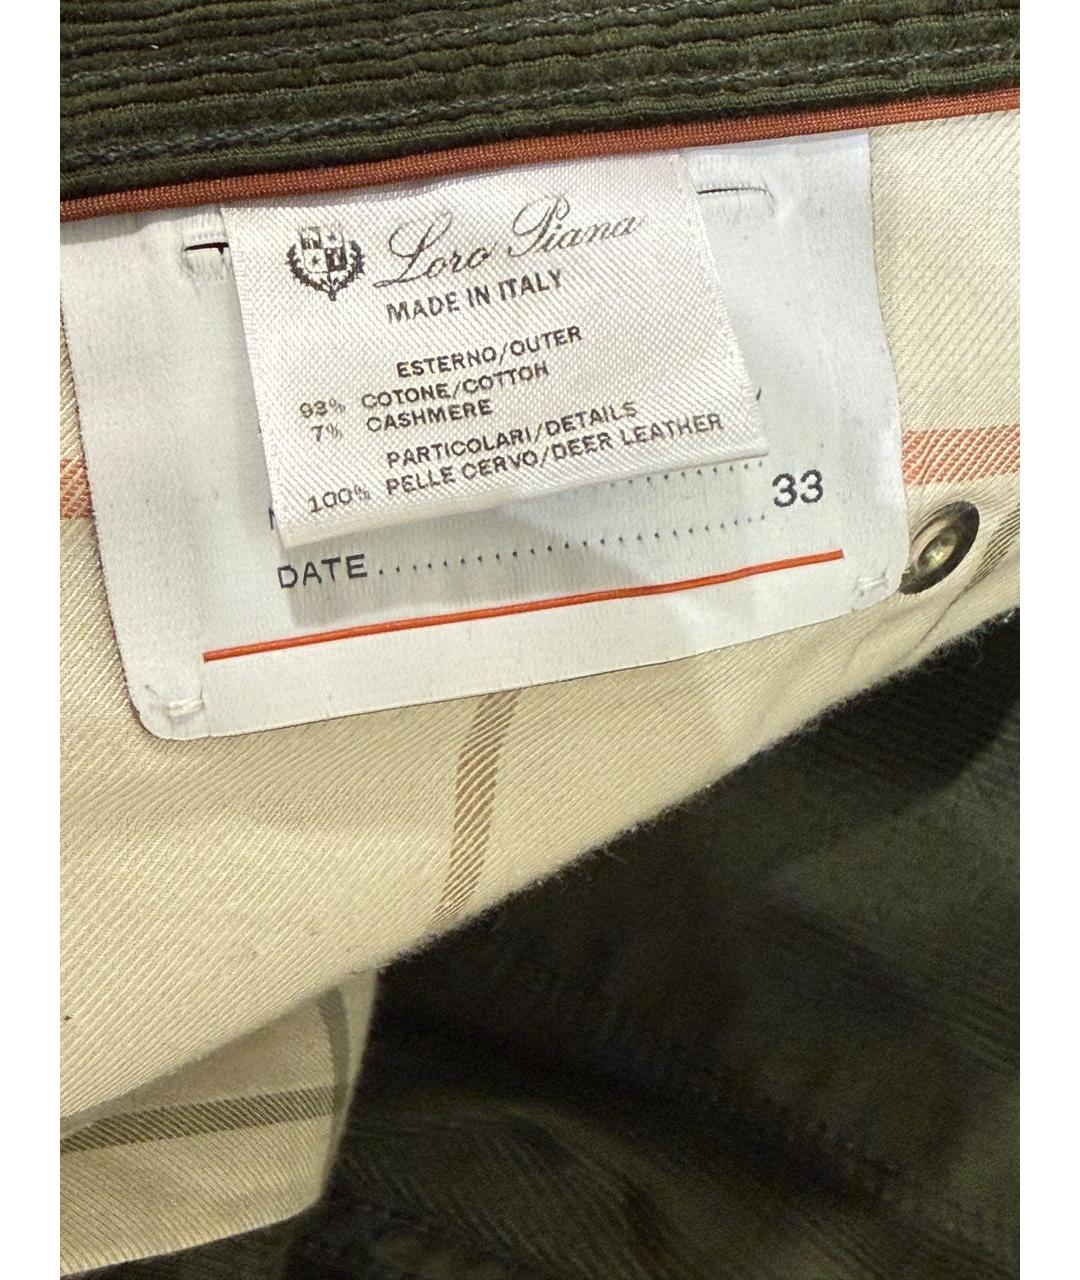 Loro Piana
MADE IN ITALY
ESTERNO/OUTER
93% COTONE/COTTON
7% CASHMERE
PARTICOLARI/DETAILS
100% PELLE CERVO/DEER LEATHER
33
DATE